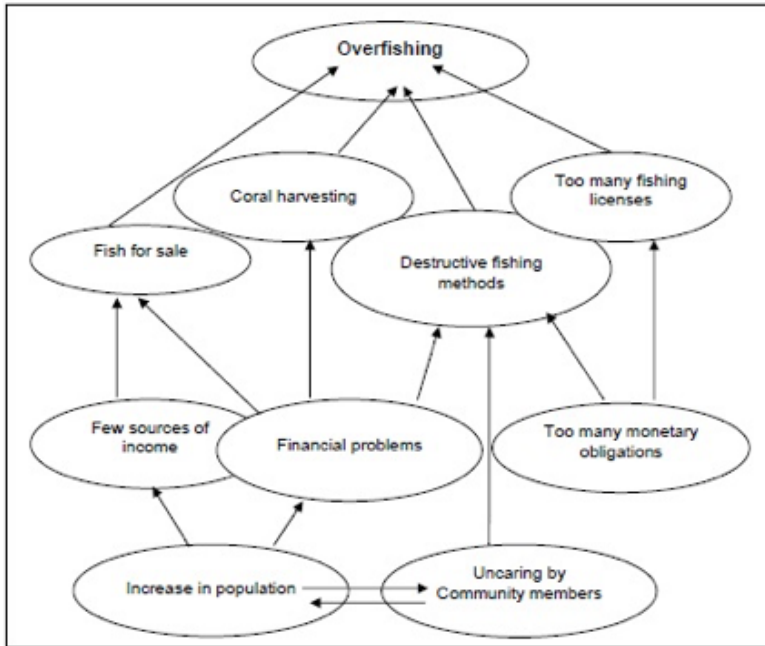 Overfishing
Coral harvesting
Too many fishing
licenses
Fish for sale
Destructive fishing
methods
Few sources of
income
Financial problems
Too many monetary
obligations
Increase in population
Uncaring by
Community members